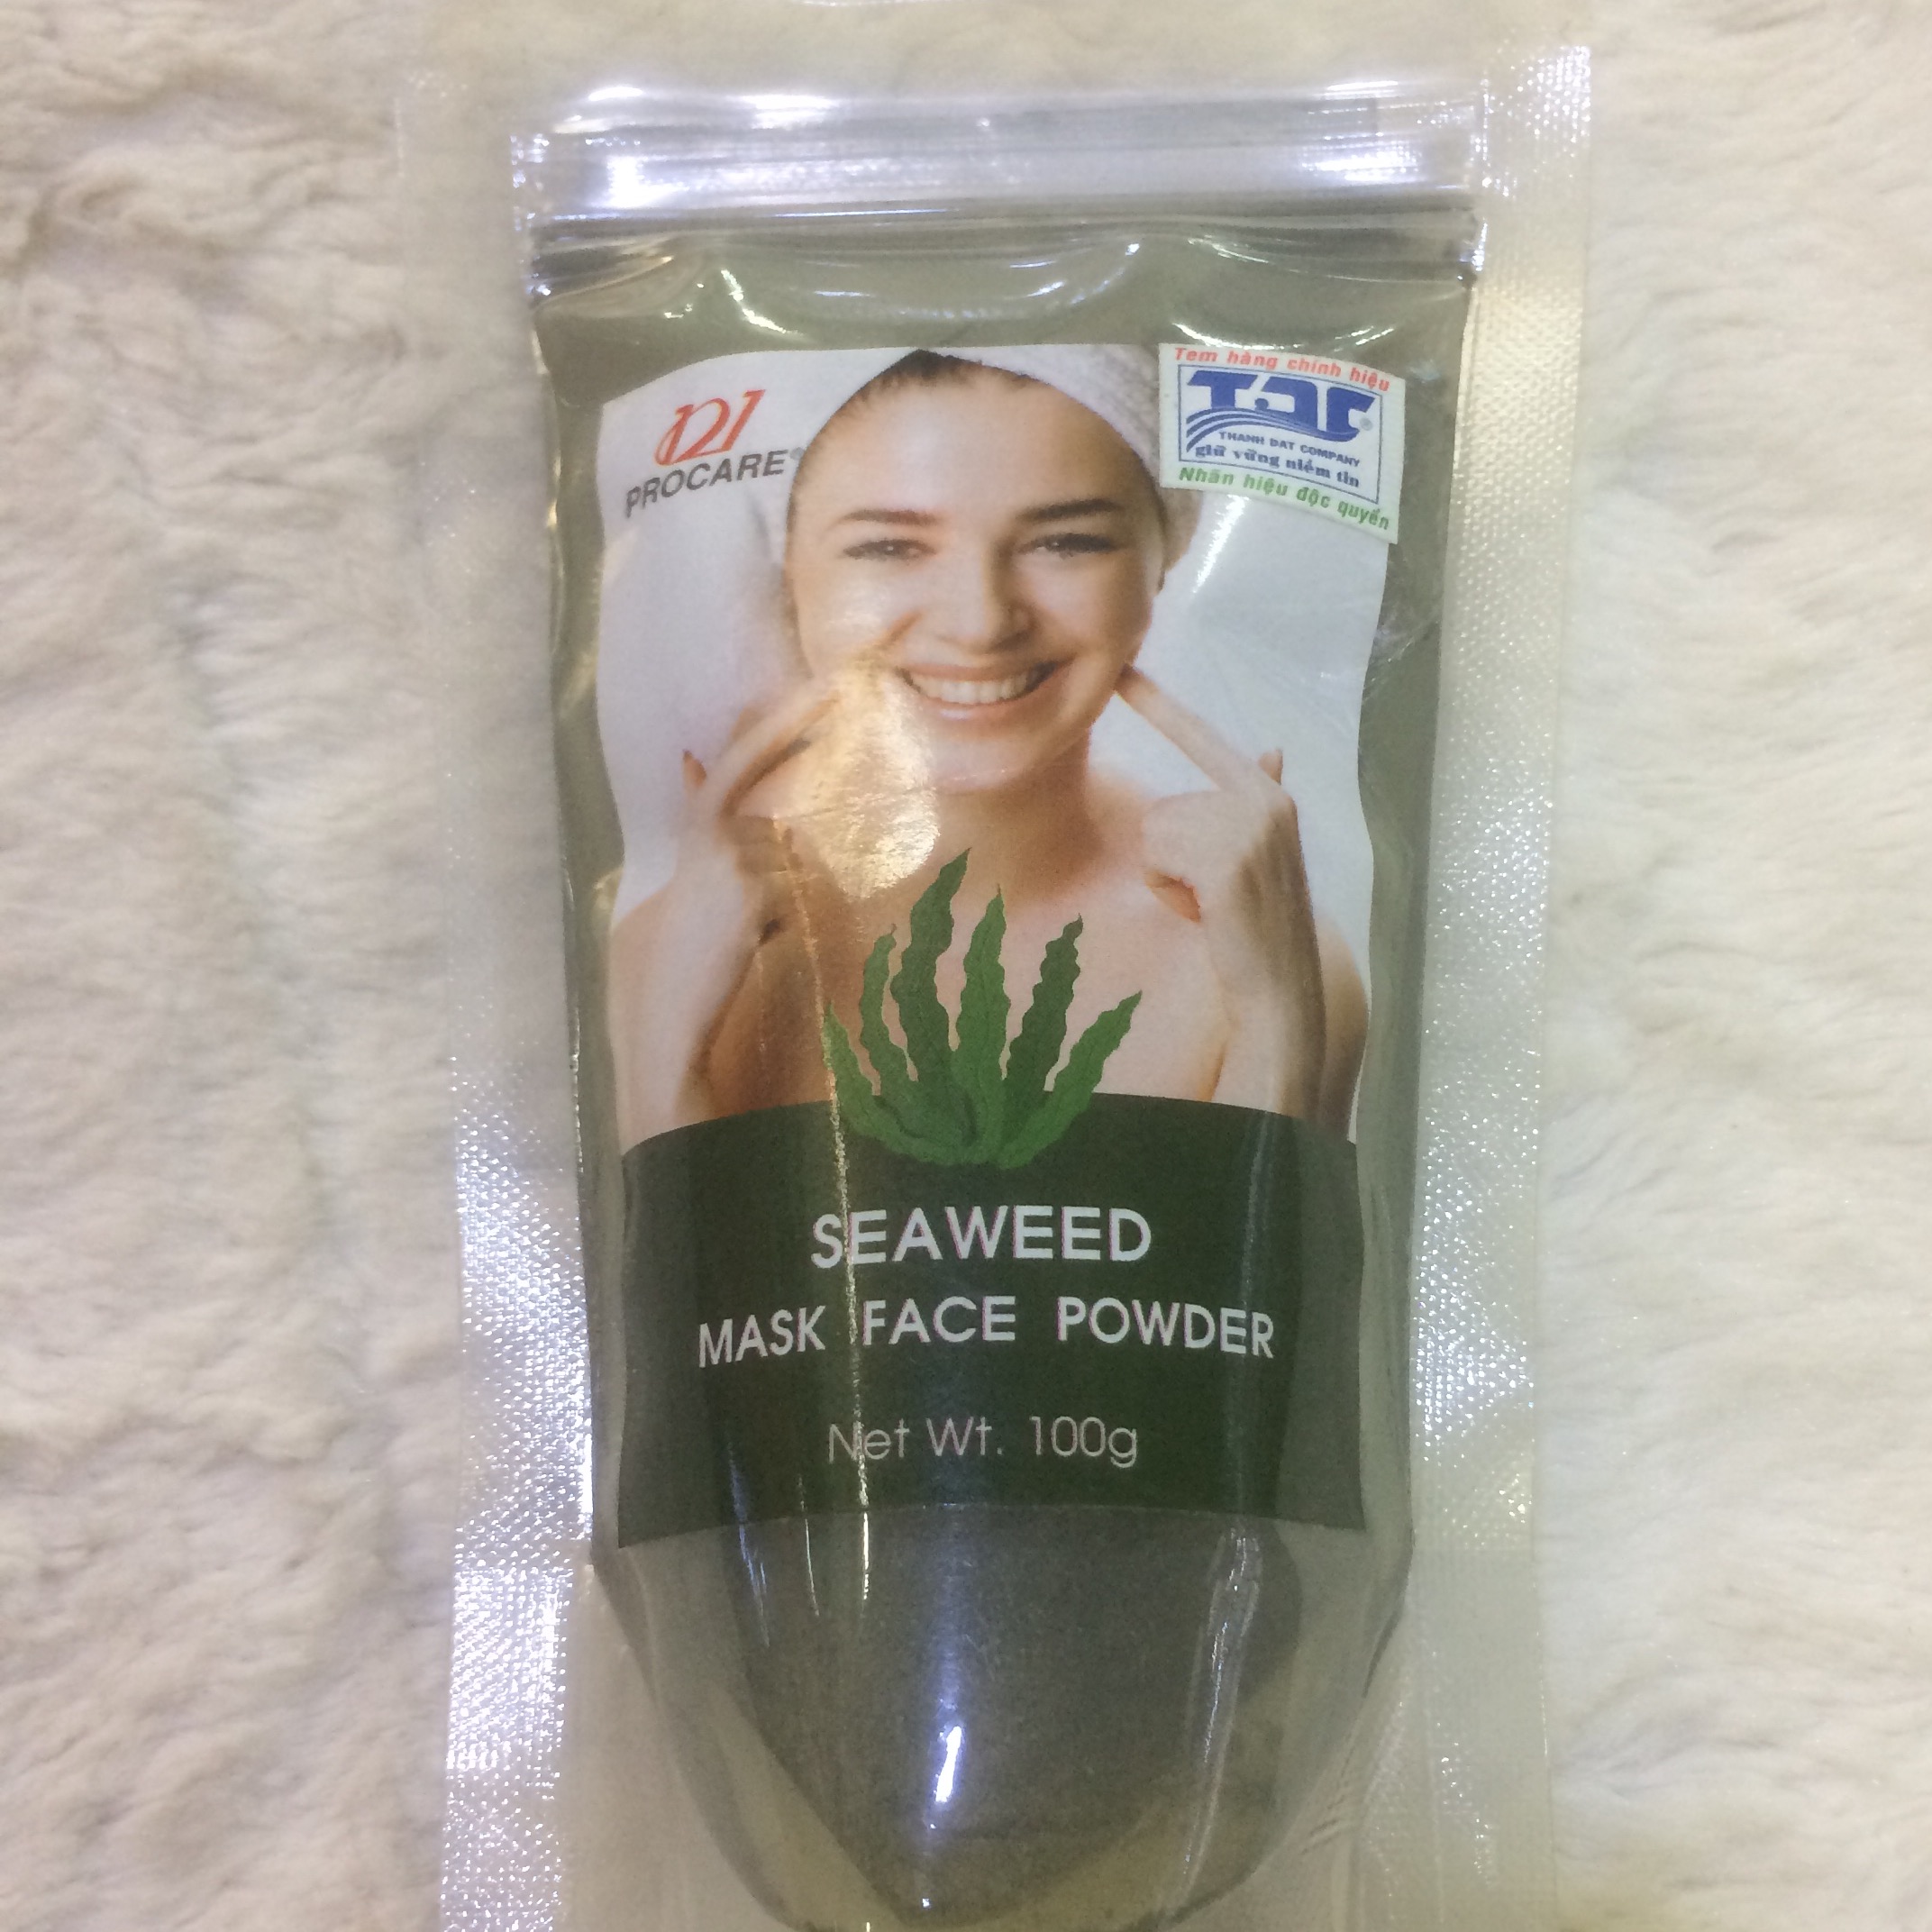 PROCARE®
Tem hàng chính hiệu
T.DC®
THANH DAT COMPANY
giữ vững niềm tin
Nhãn hiệu độc quyền
SEAWEED
MASK FACE POWDER
Net Wt. 100g